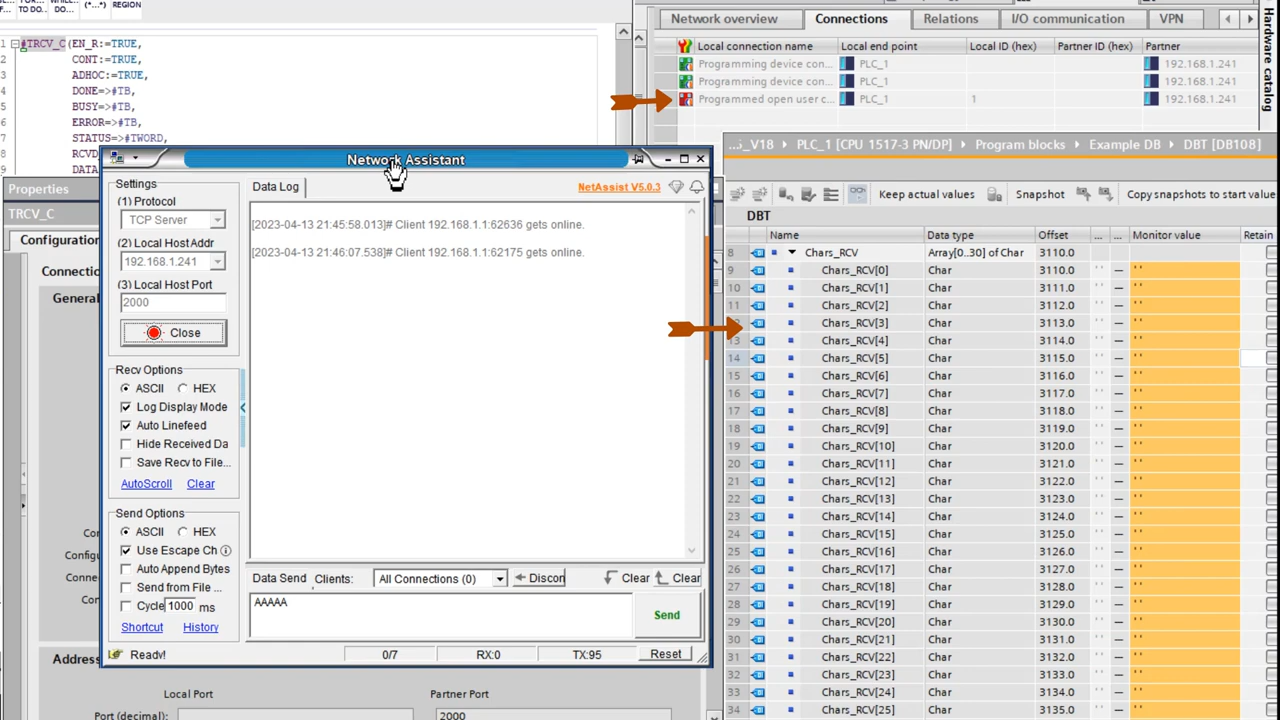 IF... FOR... WHILE.. (*...*) REGION
TO DO... DO...
1 #TRCV_C(EN_R:=TRUE,
2 CONT:=TRUE,
3 ADHOC:=TRUE,
4 DONE=>#TB,
5 BUSY=>#TB,
6 ERROR=>#TB,
7 STATUS=>#TWORD,
8 RCVD
9 DATA
Properties
TRCV_C
Configuration
Connec
General
Address
Local Port
Partner Port
Port (decimal):
2000
Network overview Connections Relations I/O communication VPN
Local connection name Local end point Local ID (hex) Partner ID (hex) Partner
Programming device con... PLC_1 192.168.1.241
Programming device con... PLC_1 192.168.1.241
Programmed open user c... PLC_1 1 192.168.1.241
Hardware catalog
Network Assistant
Settings
(1) Protocol
TCP Server
(2) Local Host Addr
192.168.1.241
(3) Local Host Port
2000
Close
Recv Options
ASCII HEX
Log Display Mode
Auto Linefeed
Hide Received Da
Save Recv to File...
AutoScroll Clear
Send Options
ASCII HEX
Use Escape Ch
Auto Append Bytes
Send from File ...
Cycle 1000 ms
Shortcut History
Data Log
NetAssist V5.0.3
[2023-04-13 21:45:58.013]# Client 192.168.1.1:62636 gets online.
[2023-04-13 21:46:07.538]# Client 192.168.1.1:62175 gets online.
Data Send Clients: All Connections (0) Discon Clear Clear
AAAAA
Send
Ready! 0/7 RX:0 TX:95 Reset
..._V18 PLC_1 [CPU 1517-3 PN/DP] Program blocks Example DB DBT [DB108]
Keep actual values Snapshot Copy snapshots to start value
DBT
Name Data type Offset ... ... Monitor value Retain
8 Chars_RCV Array[0..30] of Char 3110.0
9 Chars_RCV[0] Char 3110.0 ' ' ' '
10 Chars_RCV[1] Char 3111.0 ' ' ' '
11 Chars_RCV[2] Char 3112.0 ' ' ' '
12 Chars_RCV[3] Char 3113.0 ' ' ' '
13 Chars_RCV[4] Char 3114.0 ' ' ' '
14 Chars_RCV[5] Char 3115.0 ' ' ' '
15 Chars_RCV[6] Char 3116.0 ' ' ' '
16 Chars_RCV[7] Char 3117.0 ' ' ' '
17 Chars_RCV[8] Char 3118.0 ' ' ' '
18 Chars_RCV[9] Char 3119.0 ' ' ' '
19 Chars_RCV[10] Char 3120.0 ' ' ' '
20 Chars_RCV[11] Char 3121.0 ' ' ' '
21 Chars_RCV[12] Char 3122.0 ' ' ' '
22 Chars_RCV[13] Char 3123.0 ' ' ' '
23 Chars_RCV[14] Char 3124.0 ' ' ' '
24 Chars_RCV[15] Char 3125.0 ' ' ' '
25 Chars_RCV[16] Char 3126.0 ' ' ' '
26 Chars_RCV[17] Char 3127.0 ' ' ' '
27 Chars_RCV[18] Char 3128.0 ' ' ' '
28 Chars_RCV[19] Char 3129.0 ' ' ' '
29 Chars_RCV[20] Char 3130.0 ' ' ' '
30 Chars_RCV[21] Char 3131.0 ' ' ' '
31 Chars_RCV[22] Char 3132.0 ' ' ' '
32 Chars_RCV[23] Char 3133.0 ' ' ' '
33 Chars_RCV[24] Char 3134.0 ' ' ' '
34 Chars_RCV[25] Char 3135.0 ' ' ' '